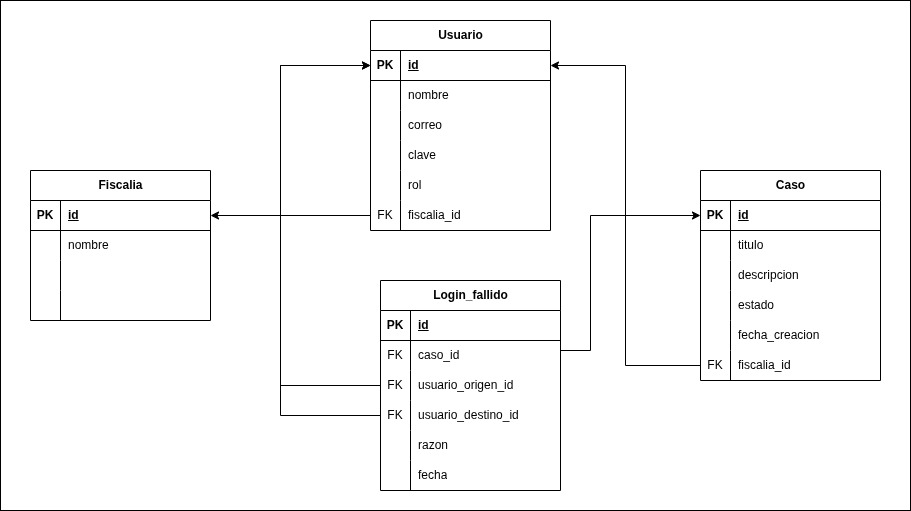 Usuario
PK id
nombre
correo
clave
rol
FK fiscalia_id
Fiscalia
PK id
nombre
Caso
PK id
titulo
descripcion
estado
fecha_creacion
FK fiscalia_id
Login_fallido
PK id
FK caso_id
FK usuario_origen_id
FK usuario_destino_id
razon
fecha